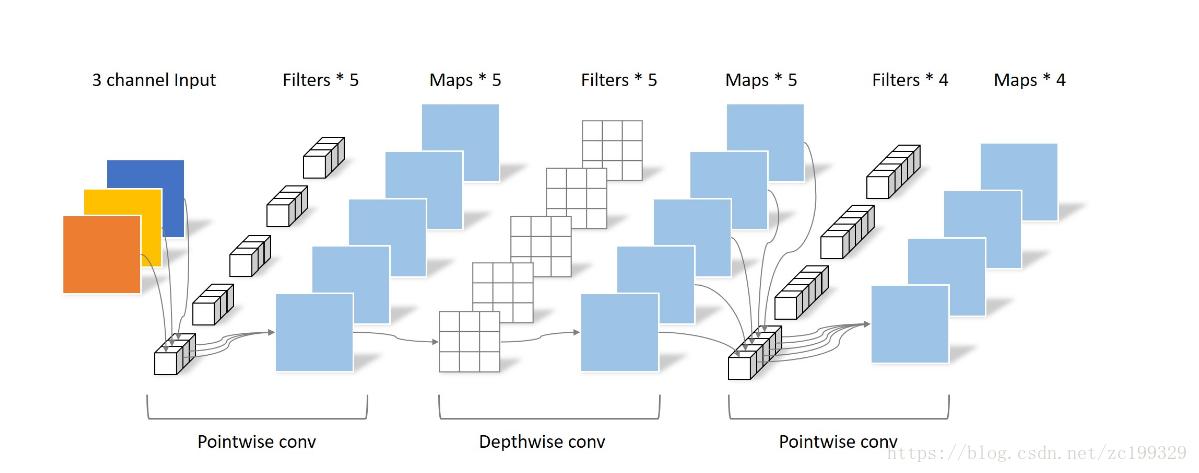 3 channel Input Filters * 5 Maps * 5 Filters * 5 Maps * 5 Filters * 4 Maps * 4
Pointwise conv Depthwise conv Pointwise conv
https://blog.csdn.net/zc199329